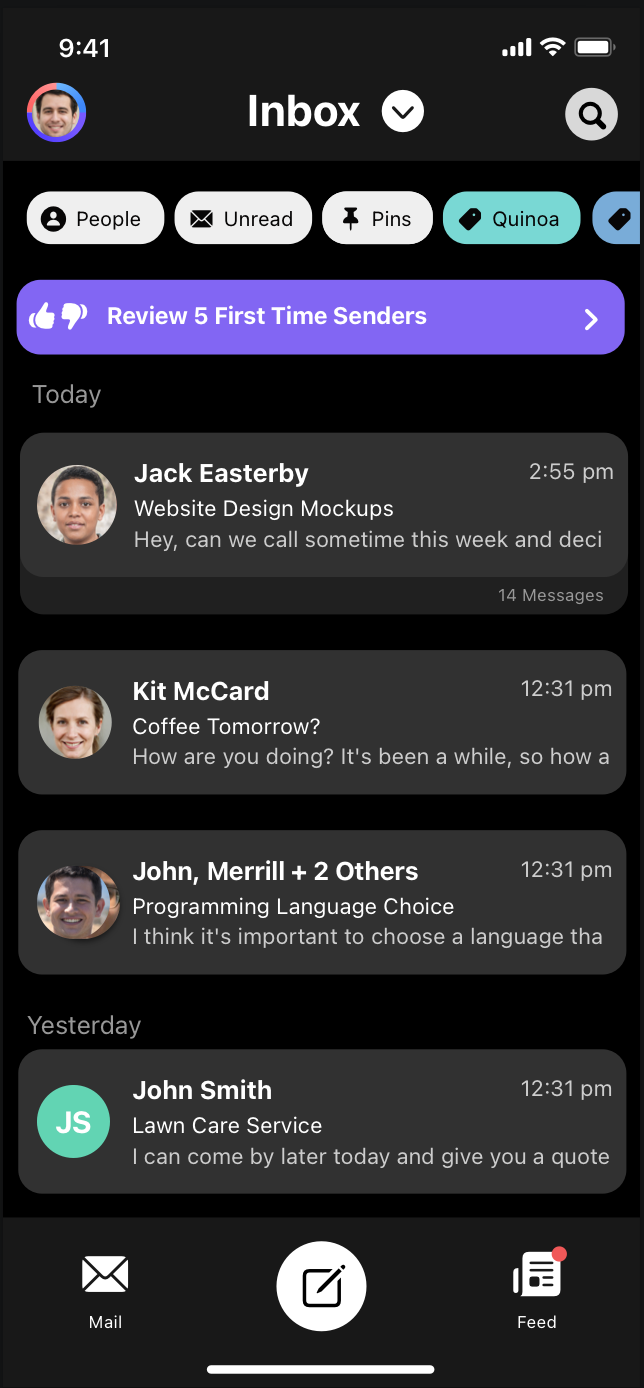 9:41
Inbox
People
Unread
Pins
Quinoa
Review 5 First Time Senders
Today
Jack Easterby
2:55 pm
Website Design Mockups
Hey, can we call sometime this week and deci
14 Messages
Kit McCard
12:31 pm
Coffee Tomorrow?
How are you doing? It's been a while, so how a
John, Merrill + 2 Others
12:31 pm
Programming Language Choice
I think it's important to choose a language tha
Yesterday
JS
John Smith
12:31 pm
Lawn Care Service
I can come by later today and give you a quote
Mail
Feed